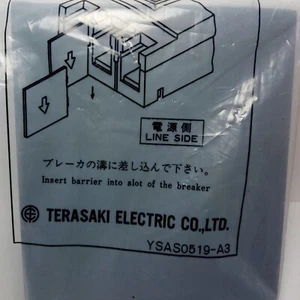 電源側
LINE SIDE
ブレーカの溝に差し込んで下さい。
Insert barrier into slot of the breaker
TERASAKI ELECTRIC CO.,LTD.
YSAS0519-A3